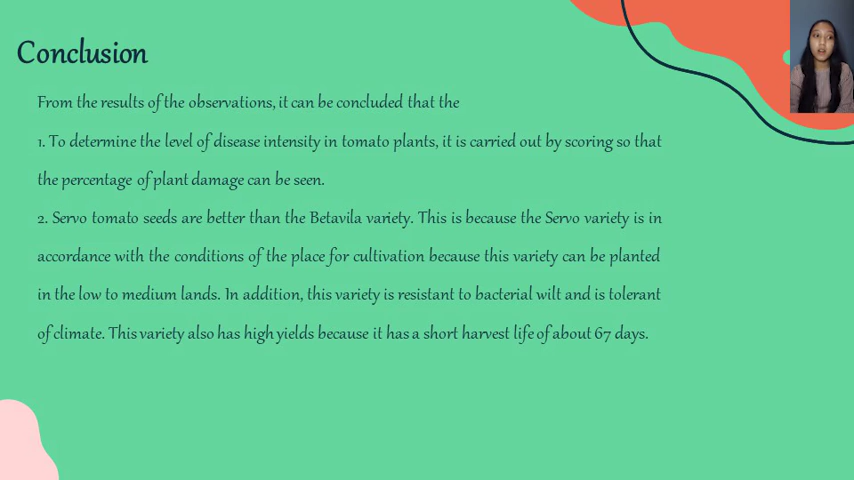 Conclusion
From the results of the observations, it can be concluded that the
1. To determine the level of disease intensity in tomato plants, it is carried out by scoring so that
the percentage of plant damage can be seen.
2. Servo tomato seeds are better than the Betavila variety. This is because the Servo variety is in
accordance with the conditions of the place for cultivation because this variety can be planted
in the low to medium lands. In addition, this variety is resistant to bacterial wilt and is tolerant
of climate. This variety also has high yields because it has a short harvest life of about 67 days.